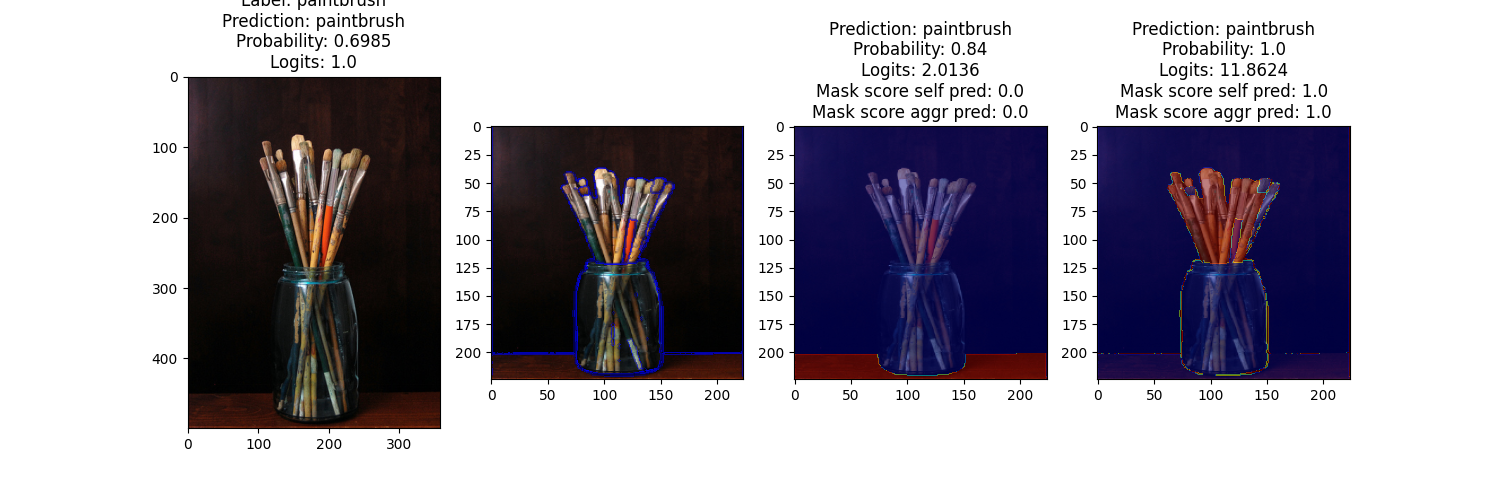 Label: paintbrush
Prediction: paintbrush
Probability: 0.6985
Logits: 1.0
0
100
200
300
400
0 100 200 300
0
25
50
75
100
125
150
175
200
0 50 100 150 200
Prediction: paintbrush
Probability: 0.84
Logits: 2.0136
Mask score self pred: 0.0
Mask score aggr pred: 0.0
0
25
50
75
100
125
150
175
200
0 50 100 150 200
Prediction: paintbrush
Probability: 1.0
Logits: 11.8624
Mask score self pred: 1.0
Mask score aggr pred: 1.0
0
25
50
75
100
125
150
175
200
0 50 100 150 200